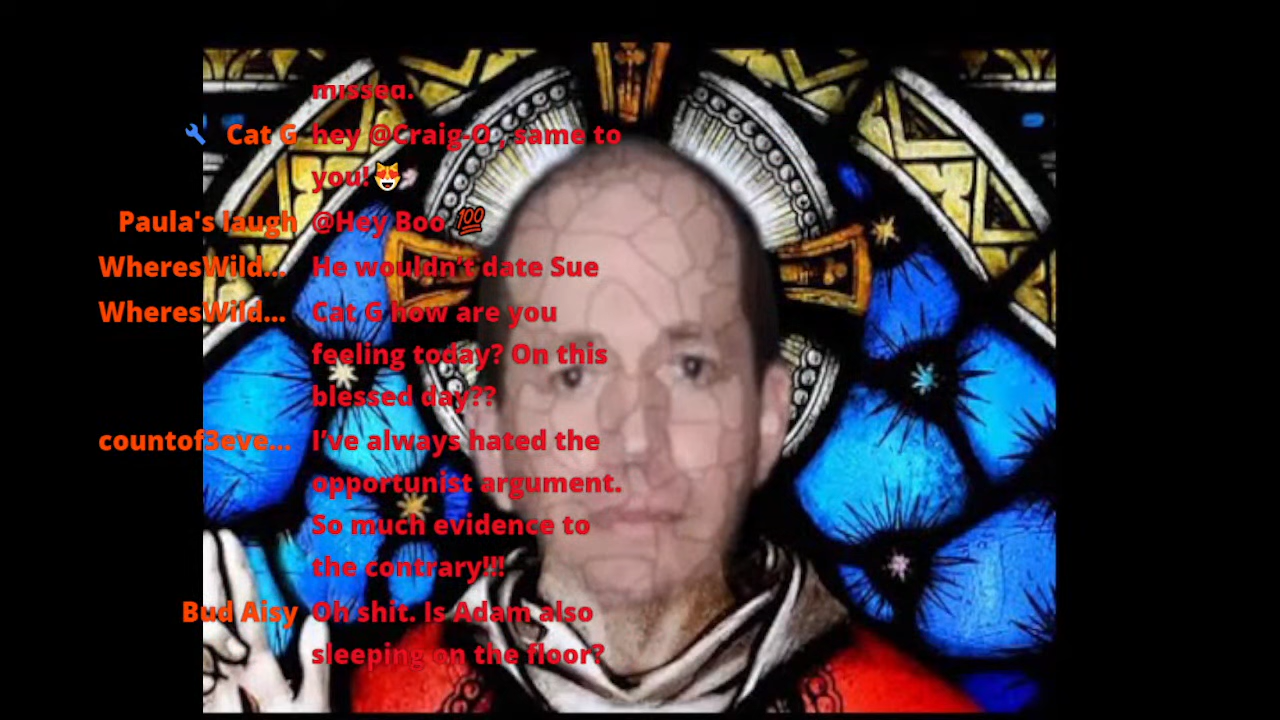 missed.
Cat G hey @Craig-O , same to
you!😻
Paula's laugh @Hey Boo 💯
WheresWild... He wouldn't date Sue
WheresWild... Cat G how are you
feeling today? On this
blessed day??
countof3eve... I've always hated the
opportunist argument.
So much evidence to
the contrary!!!
Bud Aisy Oh shit. Is Adam also
sleeping on the floor?